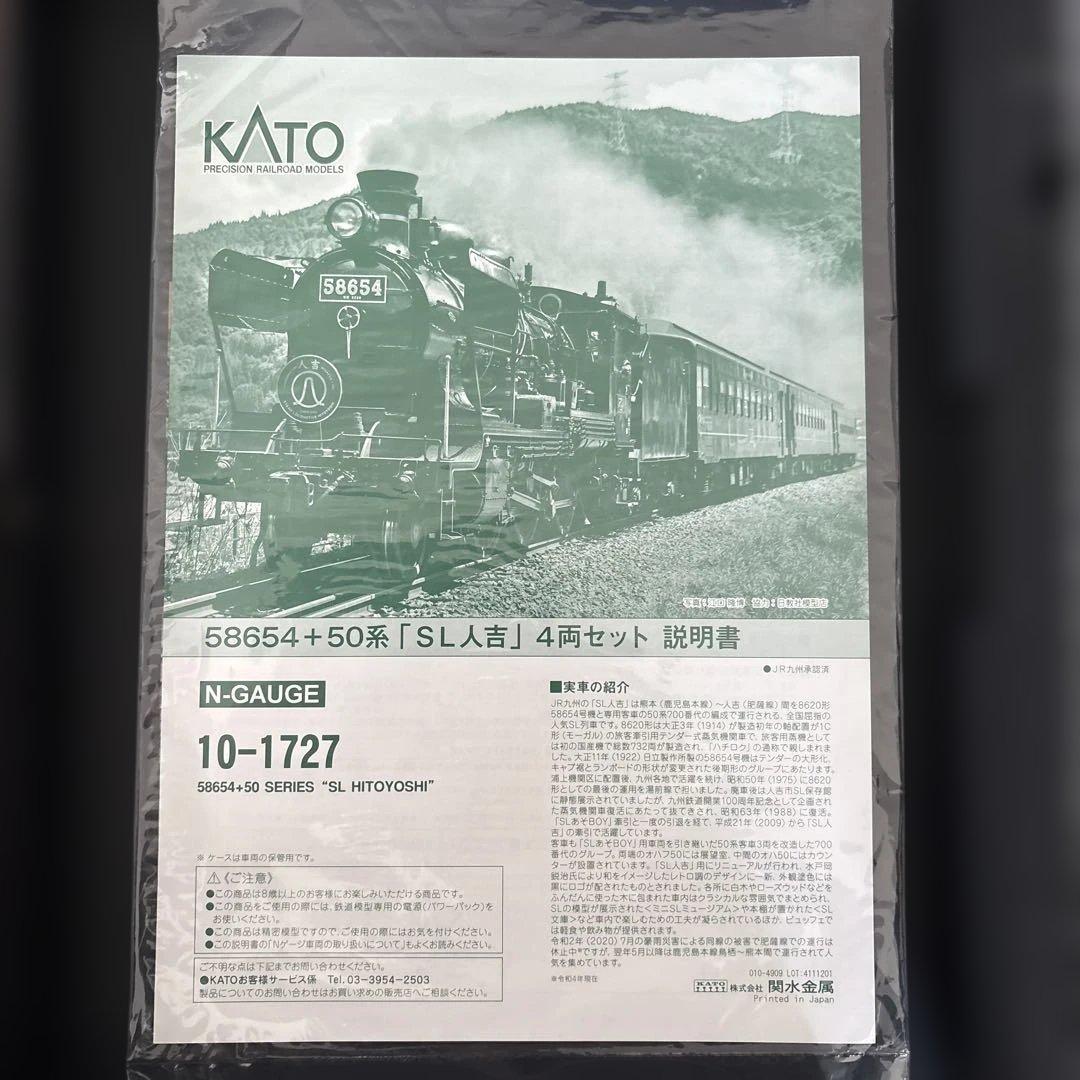 KATO
PRECISION RAILROAD MODELS
58654
人吉
写真：江口 隆博　協力：日教社模型店
58654＋50系「SL人吉」4両セット 説明書
●JR九州承認済
N-GAUGE
10-1727
58654+50 SERIES “SL HITOYOSHI”
※ ケースは車両の保管用です。
⚠《ご注意》
●この商品は8歳以上のお客様にお楽しみいただける商品です。
●この商品をご使用の際には、鉄道模型専用の電源(パワーパック)を
お使いください。
●この商品は精密模型ですので、ご使用の際にはお気を付けください。
●この説明書の「Nゲージ車両の取り扱いについて」もよくお読みください。
ご不明な点は下記までお問い合わせください。
●KATOお客様サービス係　Tel. 03-3954-2503
製品についてのお問い合わせはお買い求めの販売店へご相談ください。
■実車の紹介
JR九州の「SL人吉」は熊本（鹿児島本線）～人吉（肥薩線）間を8620形
58654号機と専用客車の50系700番代の編成で運行される、全国屈指の
人気SL列車です。8620形は大正3年（1914）が製造初年の軸配置が1C
形（モーガル）の旅客牽引用テンダー式蒸気機関車で、旅客用蒸機として
は初の国産機で総数732両が製造され、「ハチロク」の通称で親しまれま
した。大正11年（1922）日立製作所製の58654号機はテンダーの大形化、
キャブ裾とランボードの形状が変更された後期形のグループにあたります。
浦上機関区に配置後、九州各地で活躍を続け、昭和50年（1975）に8620
形としての最後の運用を湯前線で担いました。廃車後は人吉市SL保存館
に静態展示されていましたが、九州鉄道開業100周年記念として企画され
た蒸気機関車復活にあたって抜てきされ、昭和63年（1988）に復活。
「SLあそBOY」牽引と一度の引退を経て、平成21年（2009）から「SL人
吉」の牽引で活躍しています。
客車も「SLあそBOY」用車両を引き継いだ50系客車3両を改造した700
番代のグループ。両端のオハフ50には展望室、中間のオハ50にはカウン
ターが設置されています。「SL人吉」用にリニューアルが行われ、水戸岡
鋭治氏により和をイメージしたレトロ調のデザインに一新、外観塗色には
黒にロゴが配されたものとされました。各所に白木やローズウッドなどを
ふんだんに使った木に包まれた車内はクラシカルな雰囲気でまとめられ、
SLの模型が展示された＜ミニSLミュージアム＞や本棚が置かれた＜SL
文庫＞など車内で楽しむための工夫が凝らされているほか、ビュッフェで
は軽食や飲み物が提供されます。
令和2年（2020）7月の豪雨災害による同線の被害で肥薩線での運行は
休止中※ですが、翌年5月以降は鹿児島本線鳥栖～熊本間で運行されて人
気を集めています。
※令和4年現在
010-4909 LOT:4111201
KATO 株式会社 関水金属
Printed in Japan